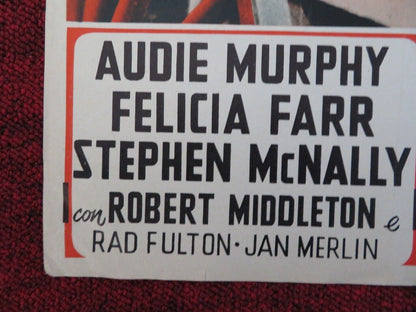 AUDIE MURPHY
FELICIA FARR
STEPHEN McNALLY
con ROBERT MIDDLETON e
RAD FULTON · JAN MERLIN